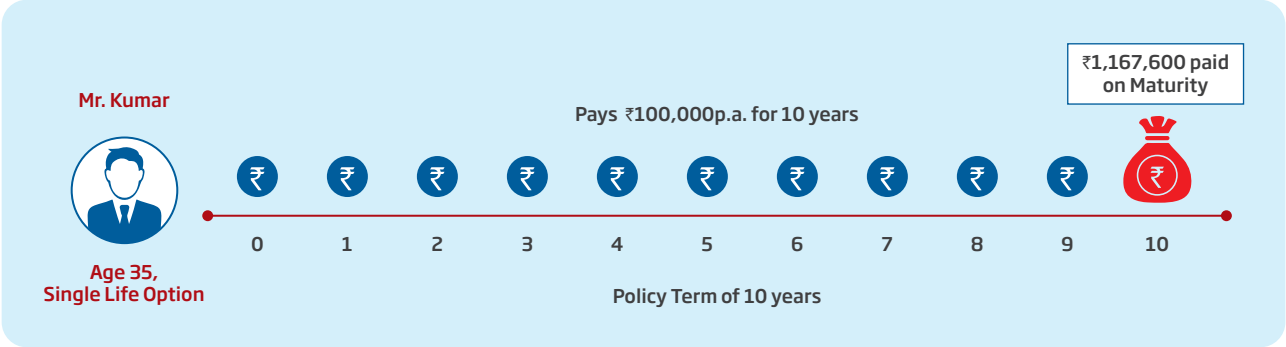 ₹1,167,600 paid
on Maturity
Mr. Kumar
Pays ₹100,000p.a. for 10 years
₹ ₹ ₹ ₹ ₹ ₹ ₹ ₹ ₹ ₹ ₹
0 1 2 3 4 5 6 7 8 9 10
Age 35,
Single Life Option
Policy Term of 10 years